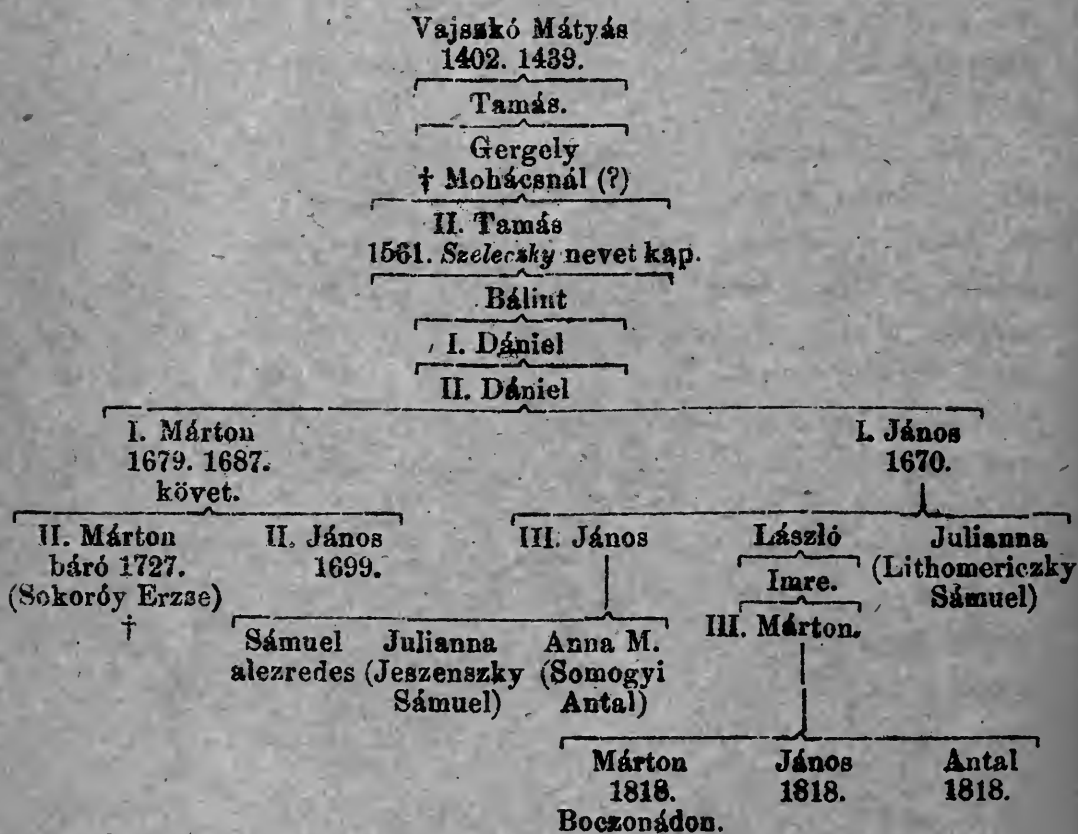 Vajszkó Mátyás
1402. 1439.
Tamás.
Gergely
† Mohácsnál (?)
II. Tamás
1561. Szeleczky nevet kap.
Bálint
I. Dániel
II. Dániel
I. Márton I. János
1679. 1687. 1670.
követ.
II. Márton II. János III. János László Julianna
báró 1727. 1699. Imre. (Lithomericzky
(Sokoróy Erzse) III. Márton. Sámuel)
†
Sámuel Julianna Anna M.
alezredes (Jeszenszky (Somogyi
Sámuel) Antal)
Márton János Antal
1818. 1818. 1818.
Boczonádon.